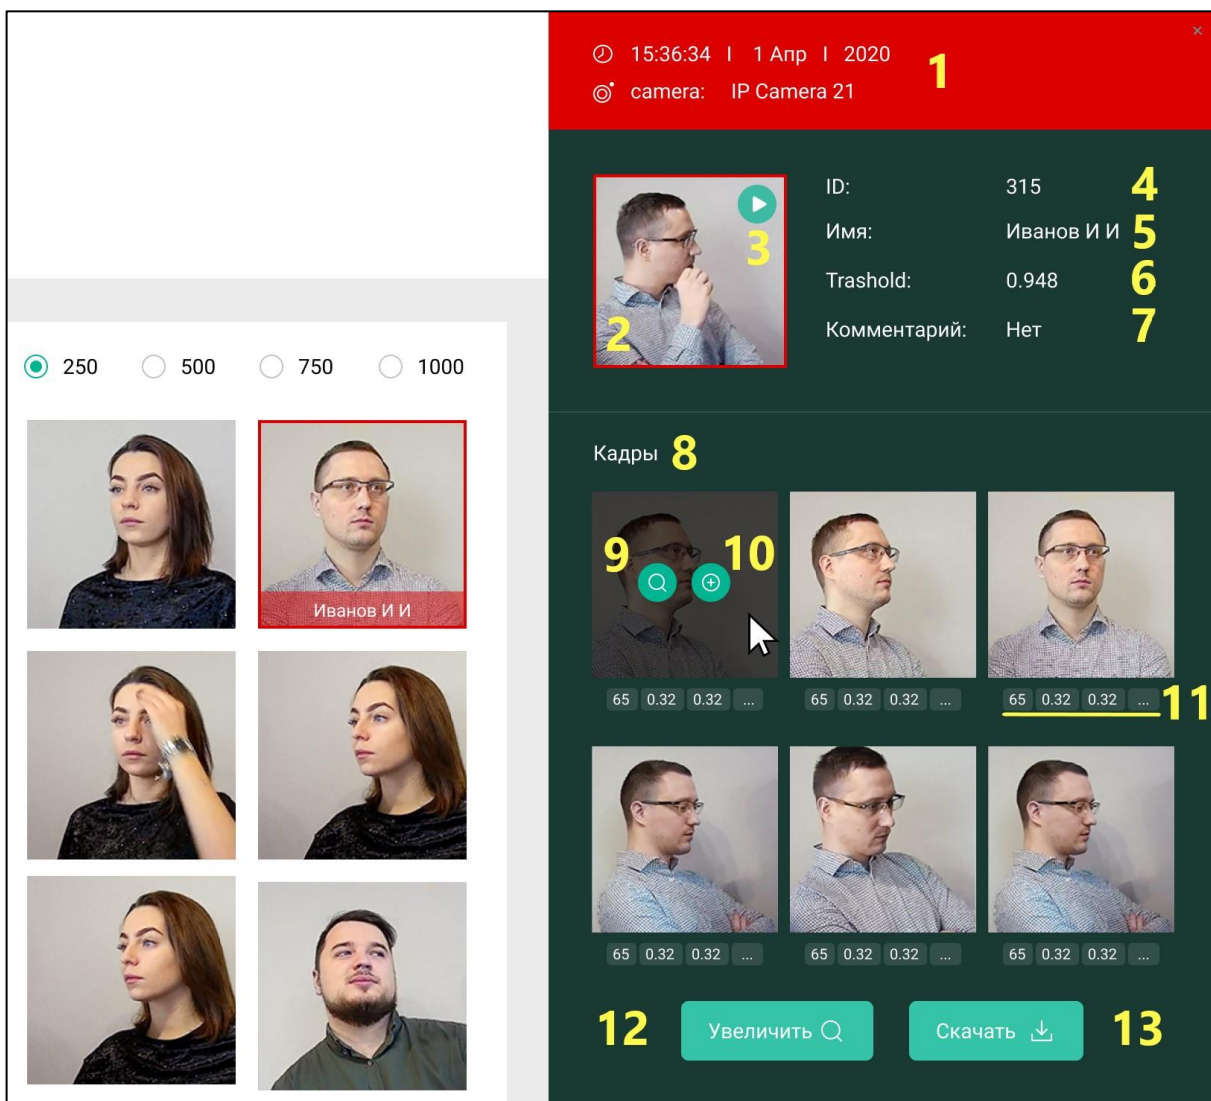 15:36:34 I 1 Апр I 2020
1
camera: IP Camera 21
ID: 315 4
Имя: Иванов И И 5
3
Trashold: 0.948 6
2
Комментарий: Нет 7
250 500 750 1000
Иванов И И
Кадры 8
9 10
65 0.32 0.32 ...
65 0.32 0.32 ...
65 0.32 0.32 ... 11
65 0.32 0.32 ...
65 0.32 0.32 ...
65 0.32 0.32 ...
12 Увеличить Скачать 13